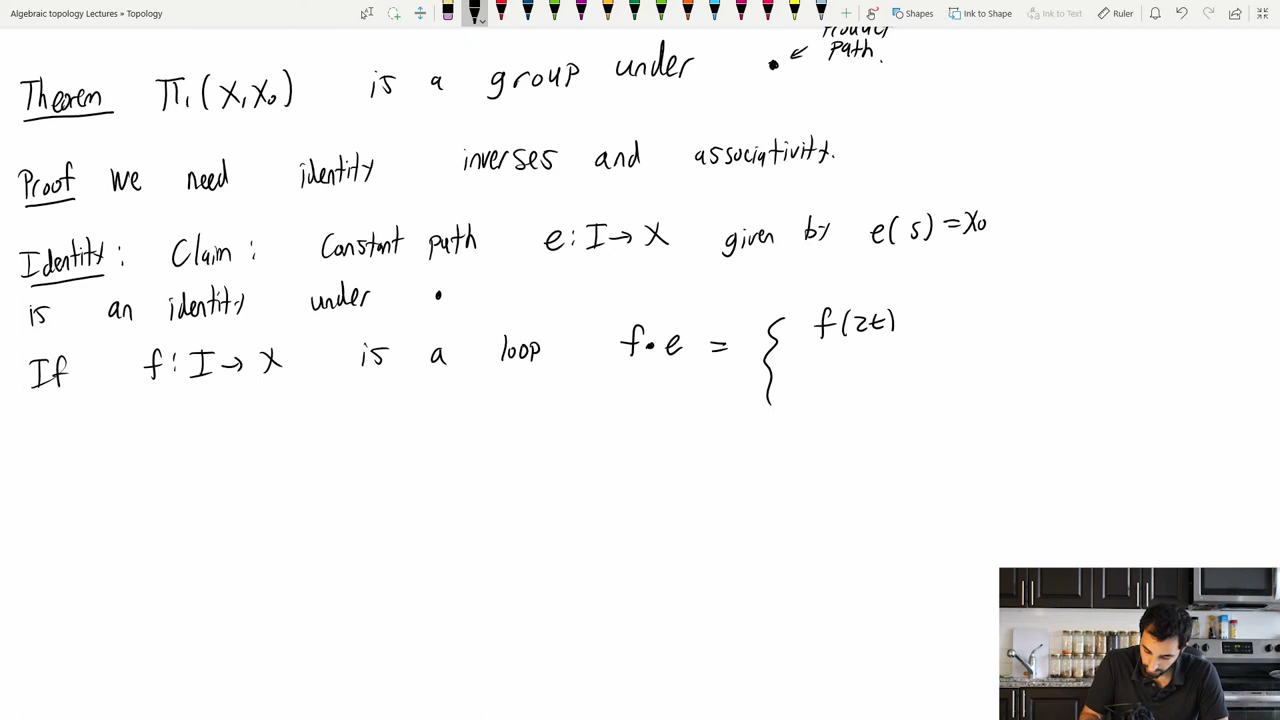 Algebraic topology Lectures » Topology
Shapes Ink to Shape Ink to Text Ruler
Product
Path.
Theorem π₁(X,x₀) is a group under • ←
Proof we need identity inverses and associativity.
Identity: Claim: Constant path e: I→X given by e(s)=x₀
is an identity under •
If f: I→X is a loop f•e = { f(2t)